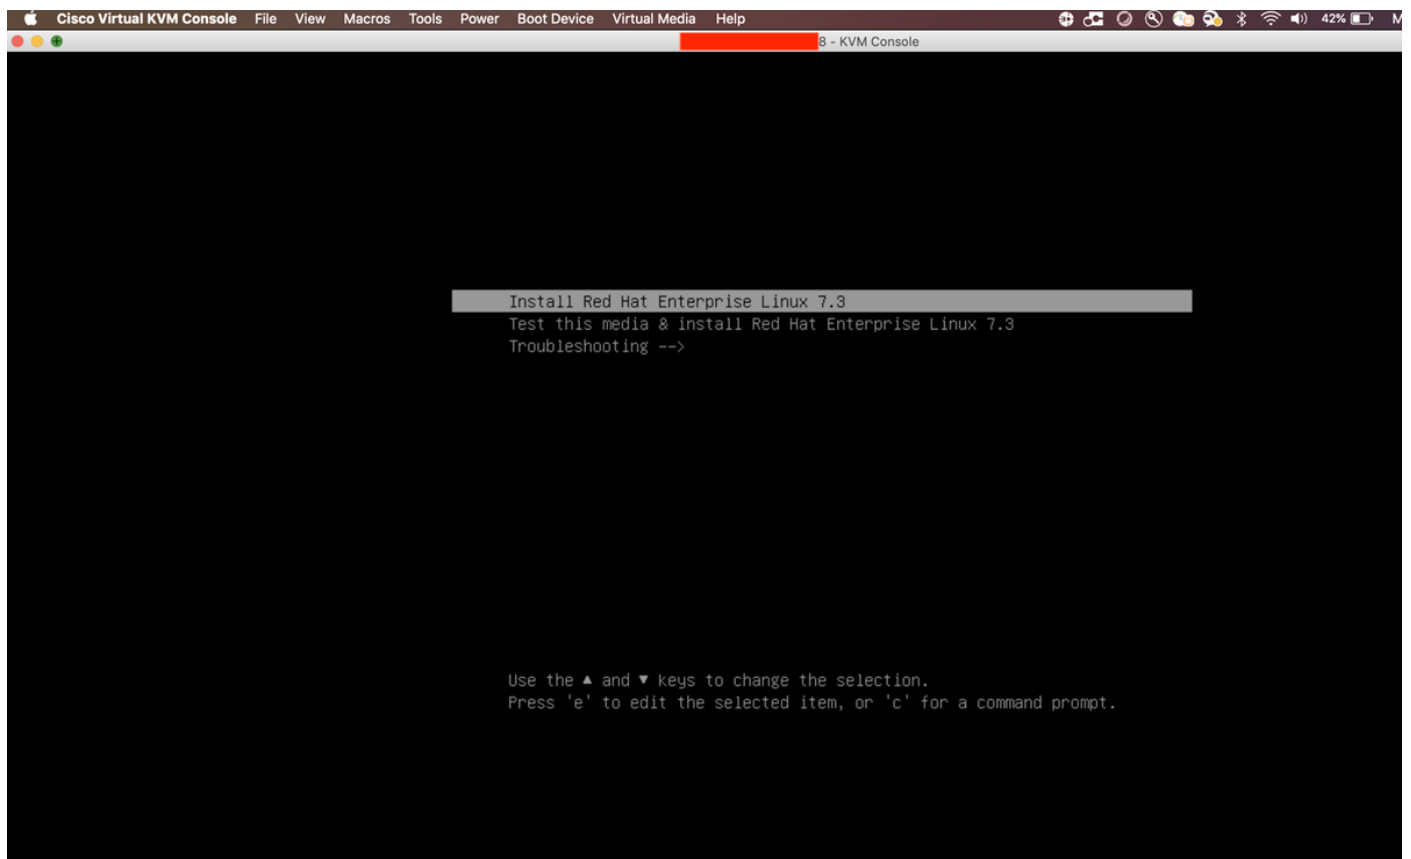 Cisco Virtual KVM Console File View Macros Tools Power Boot Device Virtual Media Help 42% M
8 - KVM Console
Install Red Hat Enterprise Linux 7.3
Test this media & install Red Hat Enterprise Linux 7.3
Troubleshooting -->
Use the ▲ and ▼ keys to change the selection.
Press 'e' to edit the selected item, or 'c' for a command prompt.